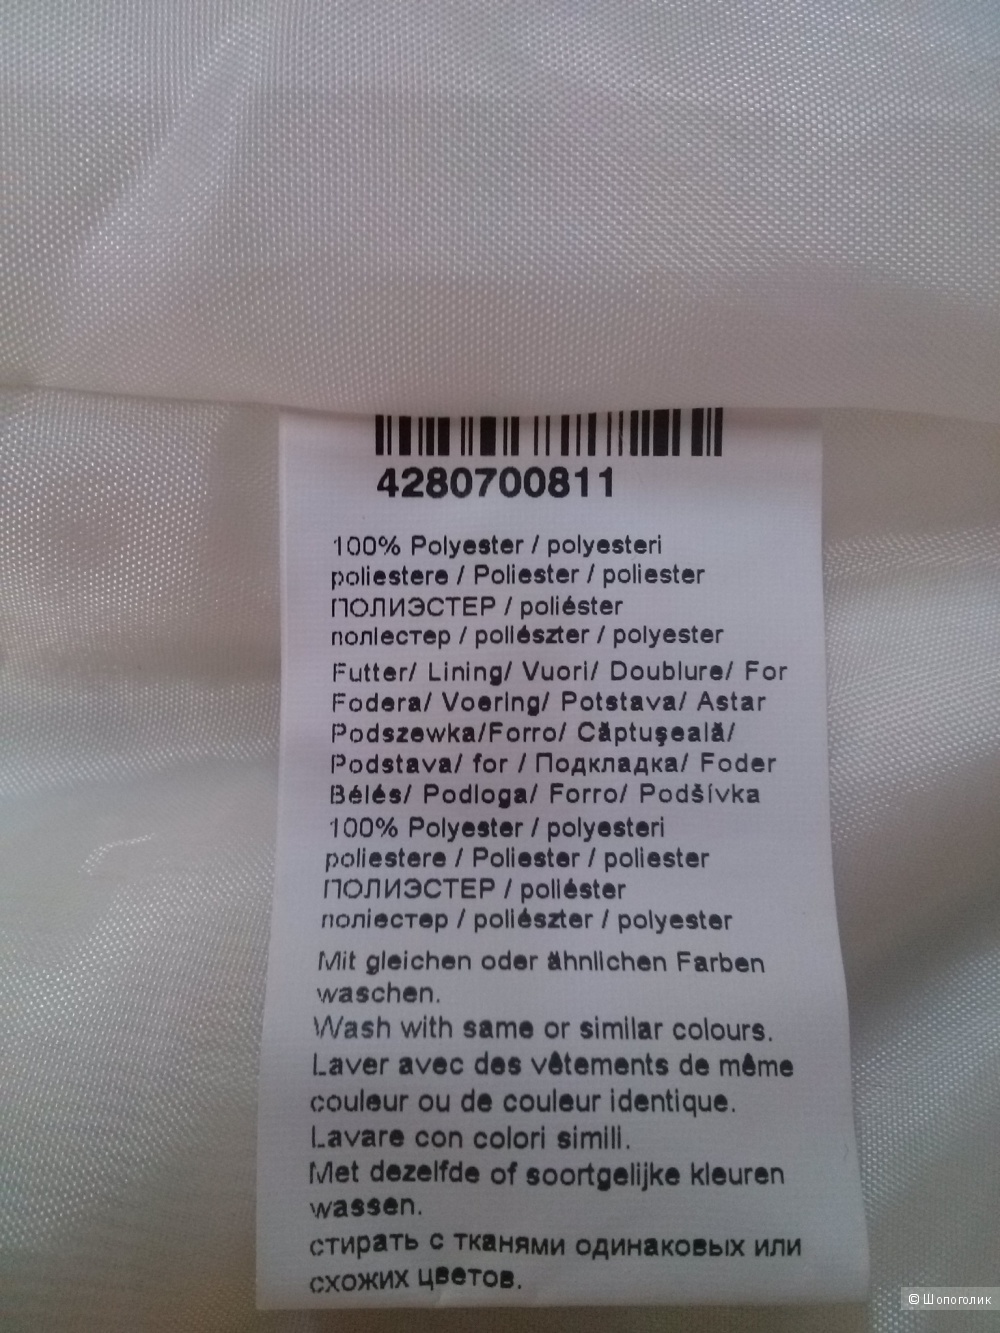 4280700811
100% Polyester / polyesteri
poliestere / Poliester / poliester
ПОЛИЭСТЕР / poliéster
поліестер / poliészter / polyester
Futter/ Lining/ Vuori/ Doublure/ For
Fodera/ Voering/ Potstava/ Astar
Podszewka/Forro/ Căptuşeală/
Podstava/ for / Подкладка/ Foder
Bélés/ Podloga/ Forro/ Podšívka
100% Polyester / polyesteri
poliestere / Poliester / poliester
ПОЛИЭСТЕР / poliéster
поліестер / poliészter / polyester
Mit gleichen oder ähnlichen Farben
waschen.
Wash with same or similar colours.
Laver avec des vêtements de même
couleur ou de couleur identique.
Lavare con colori simili.
Met dezelfde of soortgelijke kleuren
wassen.
стирать с тканями одинаковых или
схожих цветов.
© Шопоголик